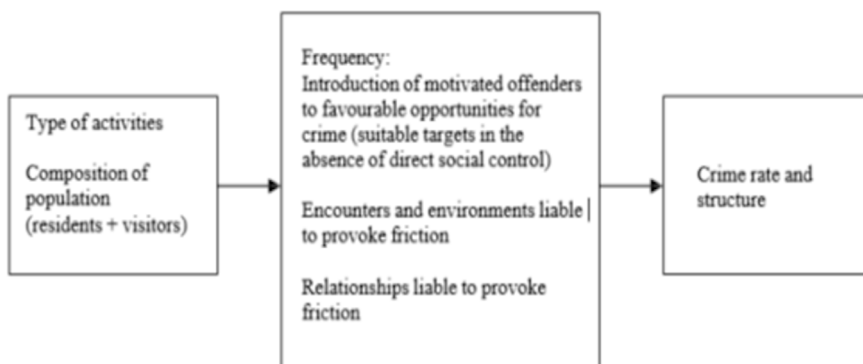 Type of activities
Composition of
population
(residents + visitors)
Frequency:
Introduction of motivated offenders
to favourable opportunities for
crime (suitable targets in the
absence of direct social control)
Encounters and environments liable
to provoke friction
Relationships liable to provoke
friction
Crime rate and
structure